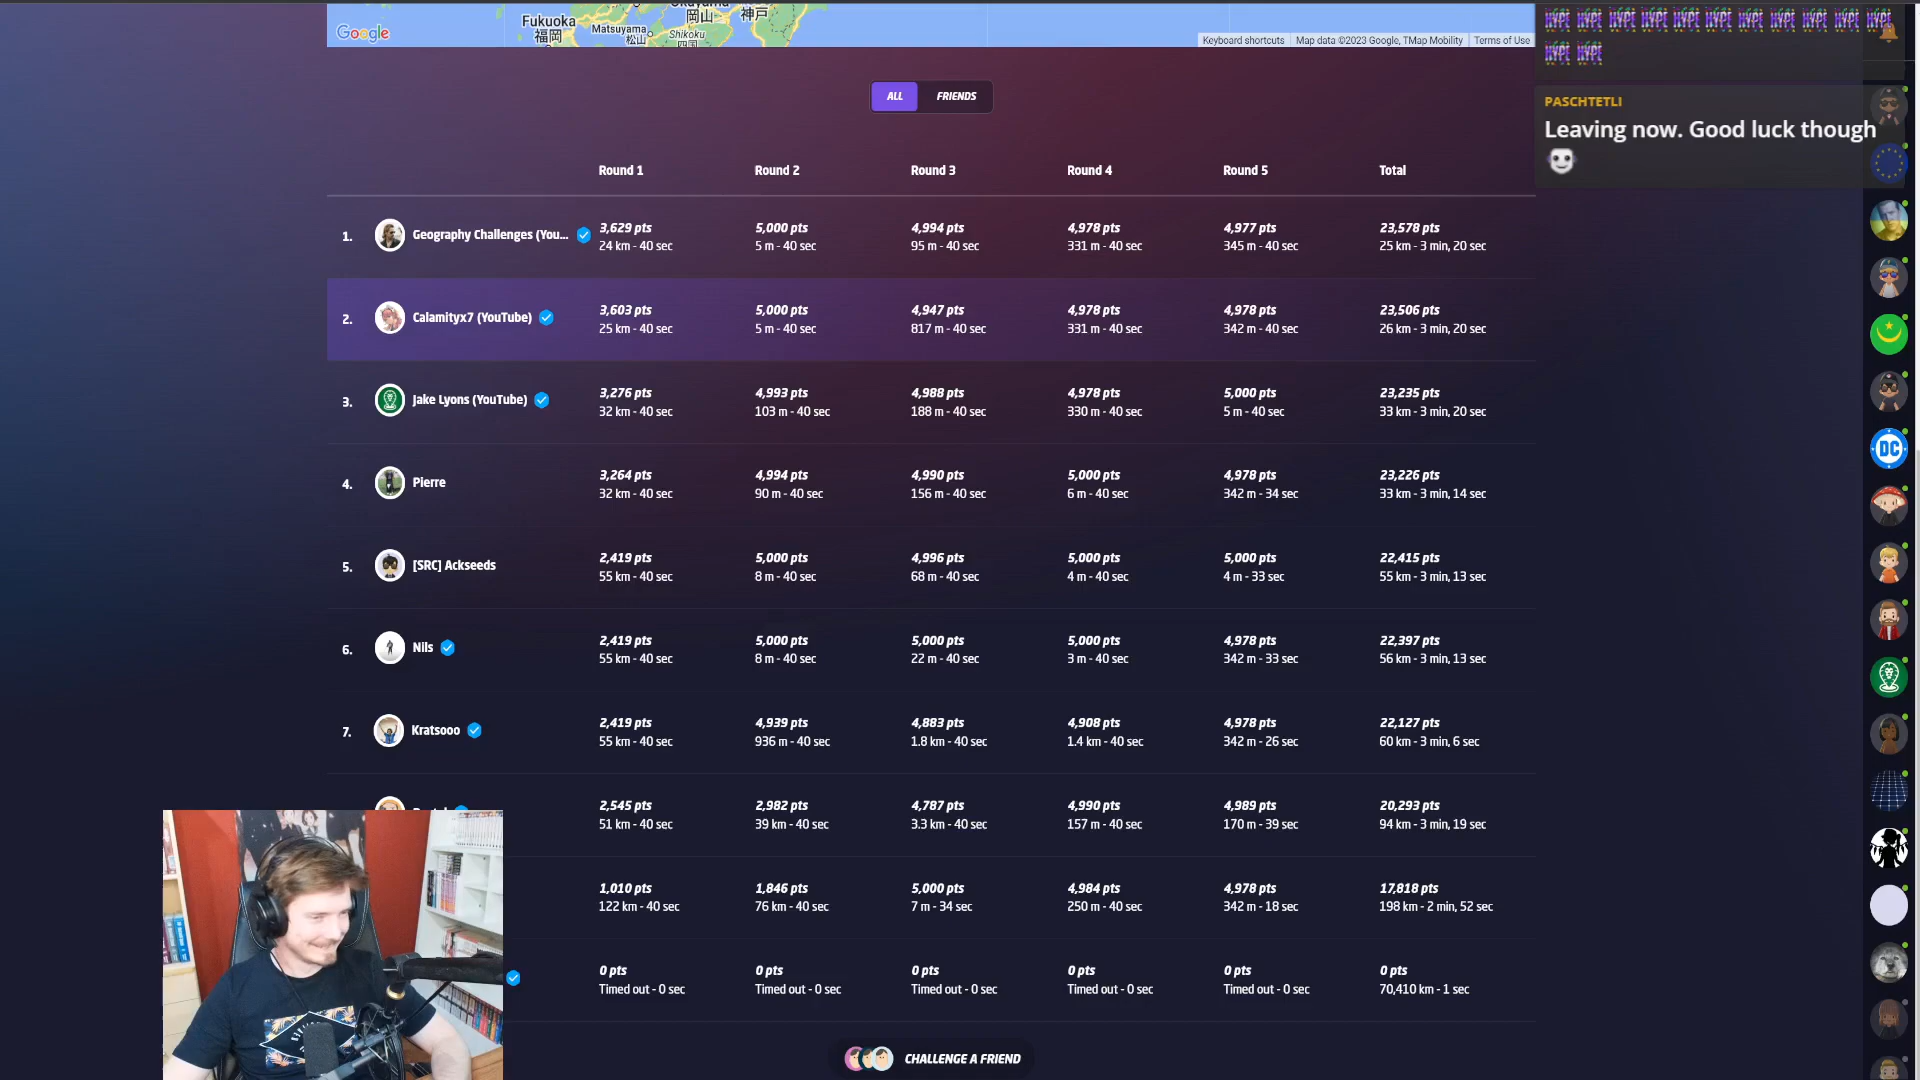 Fukuoka
福岡
Matsuyama
松山
岡山
神戸
Shikoku
四国
Google
Keyboard shortcuts
Map data ©2023 Google, TMap Mobility
Terms of Use
HYPE HYPE HYPE HYPE HYPE HYPE HYPE HYPE HYPE HYPE HYPE
HYPE HYPE
PASCHTETLI
Leaving now. Good luck though
ALL FRIENDS
Round 1 Round 2 Round 3 Round 4 Round 5 Total
1. Geography Challenges (You... 3,629 pts 5,000 pts 4,994 pts 4,978 pts 4,977 pts 23,578 pts
24 km - 40 sec 5 m - 40 sec 95 m - 40 sec 331 m - 40 sec 345 m - 40 sec 25 km - 3 min, 20 sec
2. Calamityx7 (YouTube) 3,603 pts 5,000 pts 4,947 pts 4,978 pts 4,978 pts 23,506 pts
25 km - 40 sec 5 m - 40 sec 817 m - 40 sec 331 m - 40 sec 342 m - 40 sec 26 km - 3 min, 20 sec
3. Jake Lyons (YouTube) 3,276 pts 4,993 pts 4,988 pts 4,978 pts 5,000 pts 23,235 pts
32 km - 40 sec 103 m - 40 sec 188 m - 40 sec 330 m - 40 sec 5 m - 40 sec 33 km - 3 min, 20 sec
4. Pierre 3,264 pts 4,994 pts 4,990 pts 5,000 pts 4,978 pts 23,226 pts
32 km - 40 sec 90 m - 40 sec 156 m - 40 sec 6 m - 40 sec 342 m - 34 sec 33 km - 3 min, 14 sec
5. [SRC] Ackseeds 2,419 pts 5,000 pts 4,996 pts 5,000 pts 5,000 pts 22,415 pts
55 km - 40 sec 8 m - 40 sec 68 m - 40 sec 4 m - 40 sec 4 m - 33 sec 55 km - 3 min, 13 sec
6. Nils 2,419 pts 5,000 pts 5,000 pts 5,000 pts 4,978 pts 22,397 pts
55 km - 40 sec 8 m - 40 sec 22 m - 40 sec 3 m - 40 sec 342 m - 33 sec 56 km - 3 min, 13 sec
7. Kratsooo 2,419 pts 4,939 pts 4,883 pts 4,908 pts 4,978 pts 22,127 pts
55 km - 40 sec 936 m - 40 sec 1.8 km - 40 sec 1.4 km - 40 sec 342 m - 26 sec 60 km - 3 min, 6 sec
2,545 pts 2,982 pts 4,787 pts 4,990 pts 4,989 pts 20,293 pts
51 km - 40 sec 39 km - 40 sec 3.3 km - 40 sec 157 m - 40 sec 170 m - 39 sec 94 km - 3 min, 19 sec
1,010 pts 1,846 pts 5,000 pts 4,984 pts 4,978 pts 17,818 pts
122 km - 40 sec 76 km - 40 sec 7 m - 34 sec 250 m - 40 sec 342 m - 18 sec 198 km - 2 min, 52 sec
0 pts 0 pts 0 pts 0 pts 0 pts 0 pts
Timed out - 0 sec Timed out - 0 sec Timed out - 0 sec Timed out - 0 sec Timed out - 0 sec 70,410 km - 1 sec
CHALLENGE A FRIEND
DC